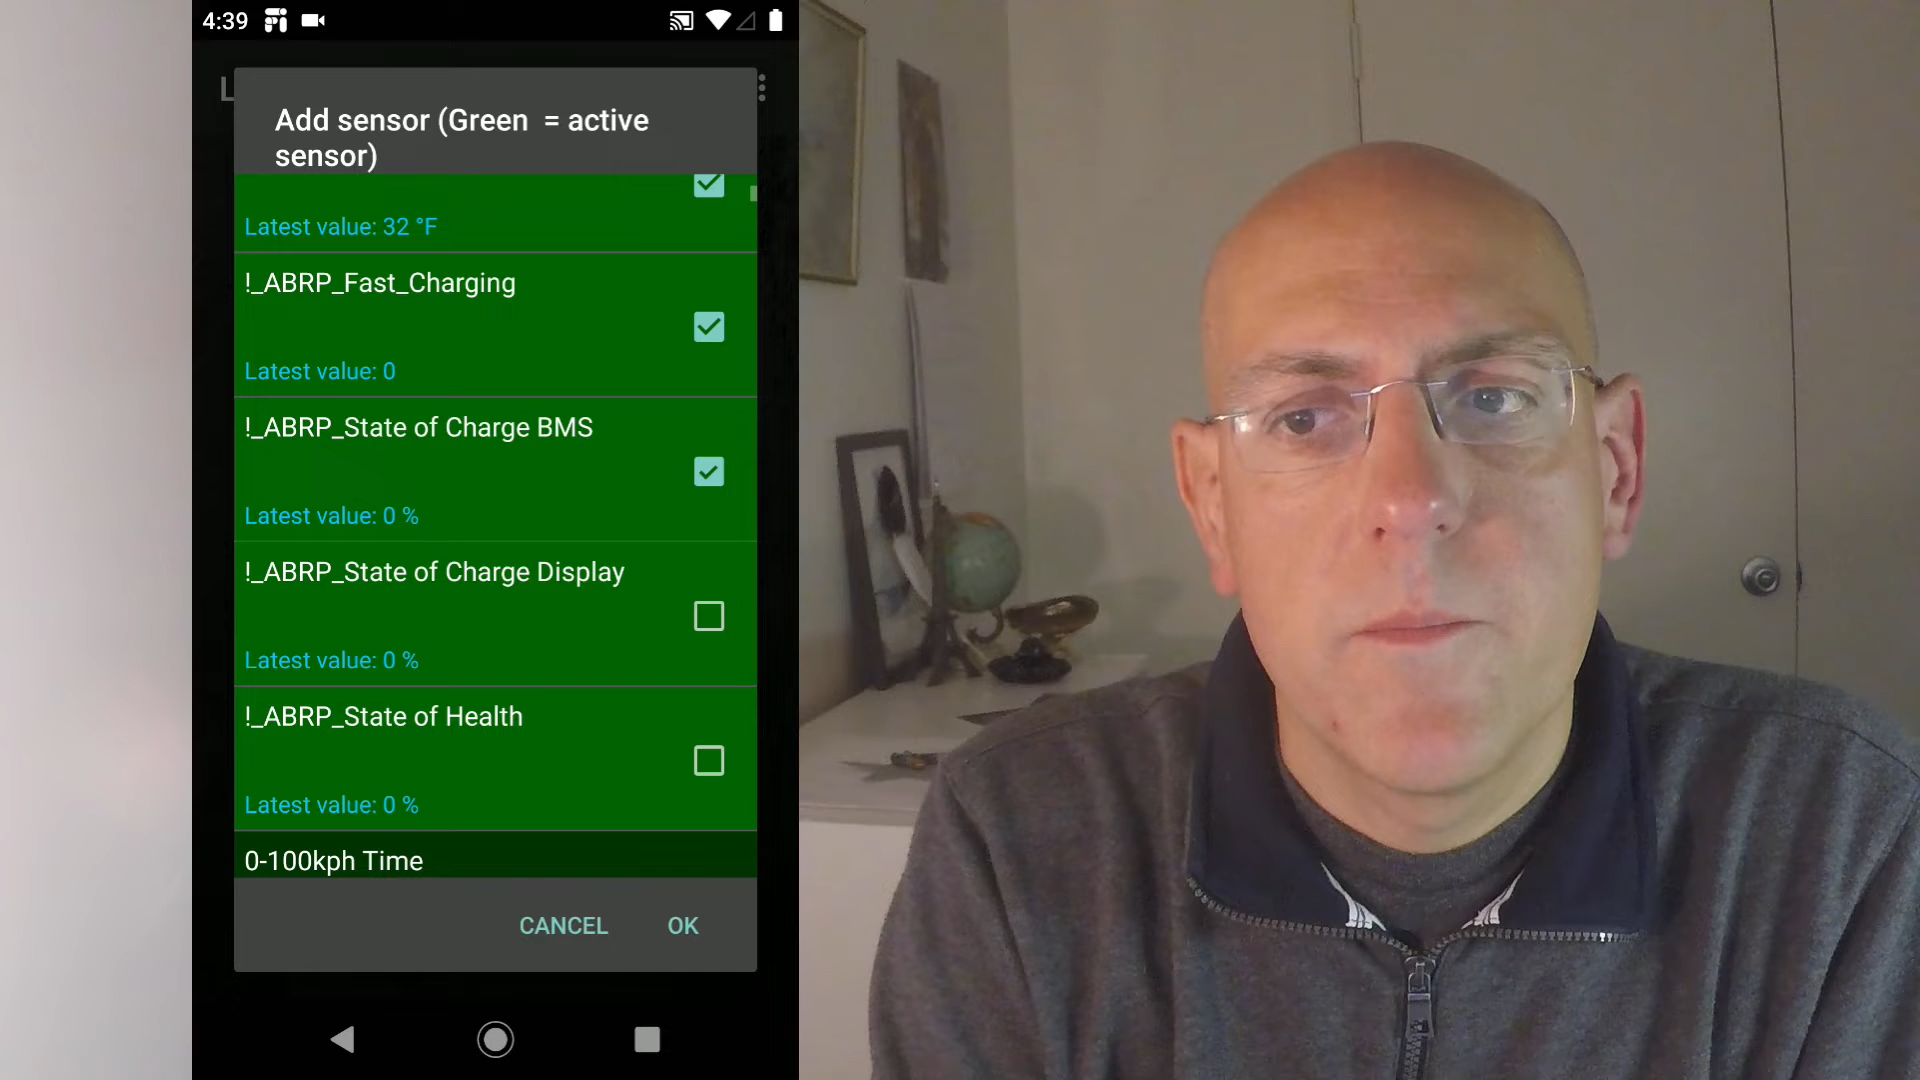 4:39
L
Add sensor (Green = active
sensor)
Latest value: 32 °F
!_ABRP_Fast_Charging
Latest value: 0
!_ABRP_State of Charge BMS
Latest value: 0 %
!_ABRP_State of Charge Display
Latest value: 0 %
!_ABRP_State of Health
Latest value: 0 %
0-100kph Time
CANCEL
OK